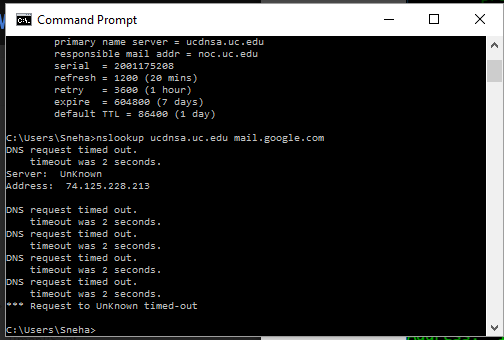 Command Prompt
primary name server = ucdnsa.uc.edu
responsible mail addr = noc.uc.edu
serial  = 2001175208
refresh = 1200 (20 mins)
retry   = 3600 (1 hour)
expire  = 604800 (7 days)
default TTL = 86400 (1 day)
C:\Users\Sneha>nslookup ucdnsa.uc.edu mail.google.com
DNS request timed out.
    timeout was 2 seconds.
Server:  UnKnown
Address:  74.125.228.213
DNS request timed out.
    timeout was 2 seconds.
DNS request timed out.
    timeout was 2 seconds.
DNS request timed out.
    timeout was 2 seconds.
DNS request timed out.
    timeout was 2 seconds.
*** Request to UnKnown timed-out
C:\Users\Sneha>